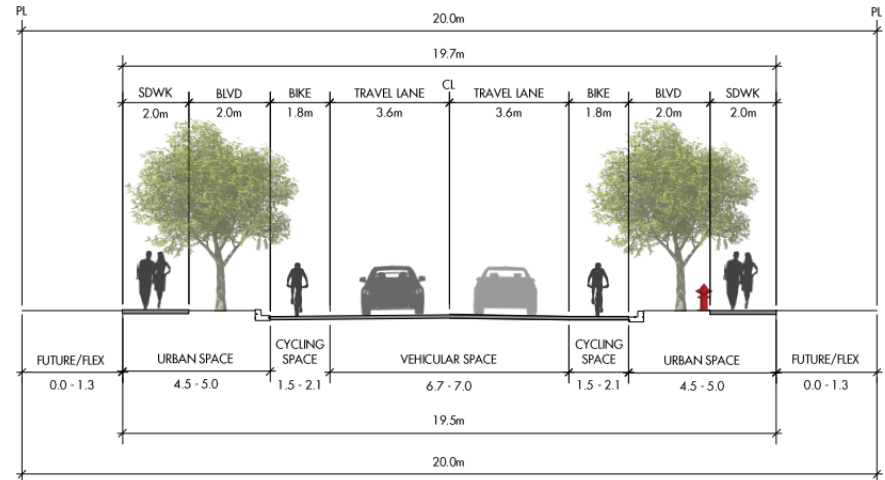 PL PL
20.0m
19.7m
CL
SDWK BLVD BIKE TRAVEL LANE TRAVEL LANE BIKE BLVD SDWK
2.0m 2.0m 1.8m 3.6m 3.6m 1.8m 2.0m 2.0m
FUTURE/FLEX URBAN SPACE CYCLING SPACE VEHICULAR SPACE CYCLING SPACE URBAN SPACE FUTURE/FLEX
0.0 - 1.3 4.5 - 5.0 1.5 - 2.1 6.7 - 7.0 1.5 - 2.1 4.5 - 5.0 0.0 - 1.3
19.5m
20.0m